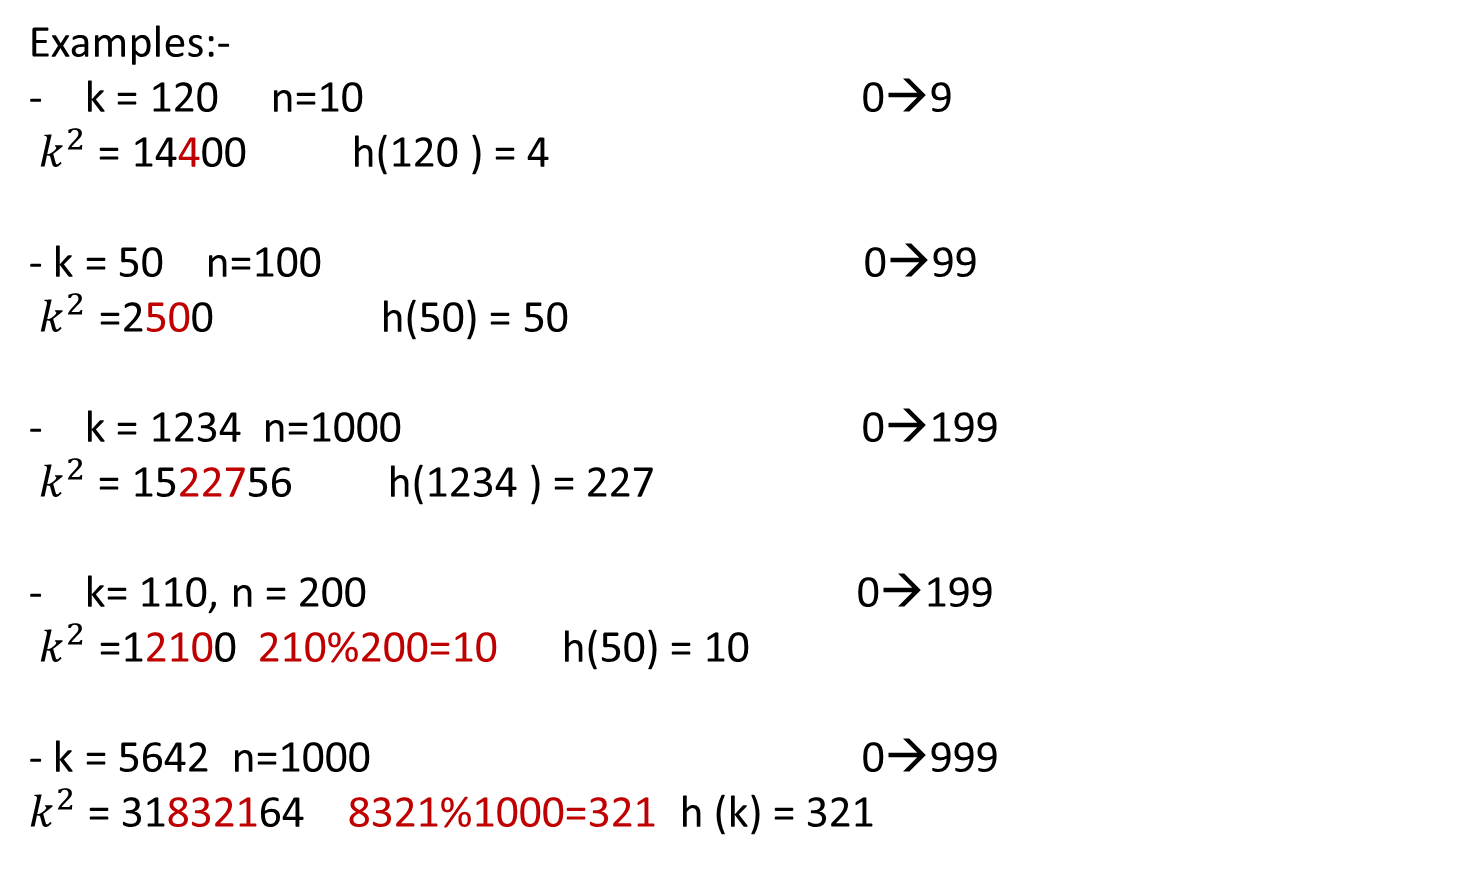 Examples:-
- k = 120 n=10 0→9
k² = 14400 h(120 ) = 4
- k = 50 n=100 0→99
k² =2500 h(50) = 50
- k = 1234 n=1000 0→199
k² = 1522756 h(1234 ) = 227
- k= 110, n = 200 0→199
k² =12100 210%200=10 h(50) = 10
- k = 5642 n=1000 0→999
k² = 31832164 8321%1000=321 h (k) = 321